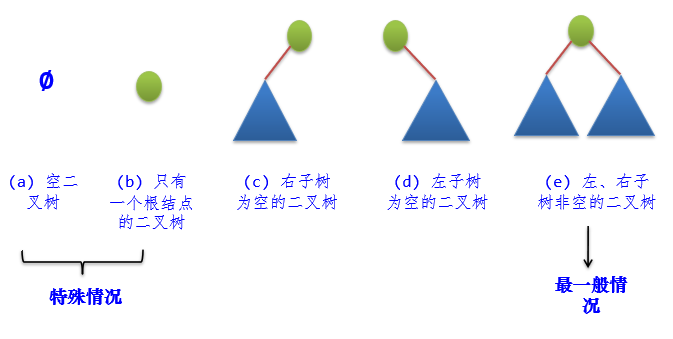 Ø
(a) 空二
叉树
(b) 只有
一个根结点
的二叉树
(c) 右子树
为空的二叉树
(d) 左子树
为空的二叉树
(e) 左、右子
树非空的二叉树
特殊情况
最一般情
况